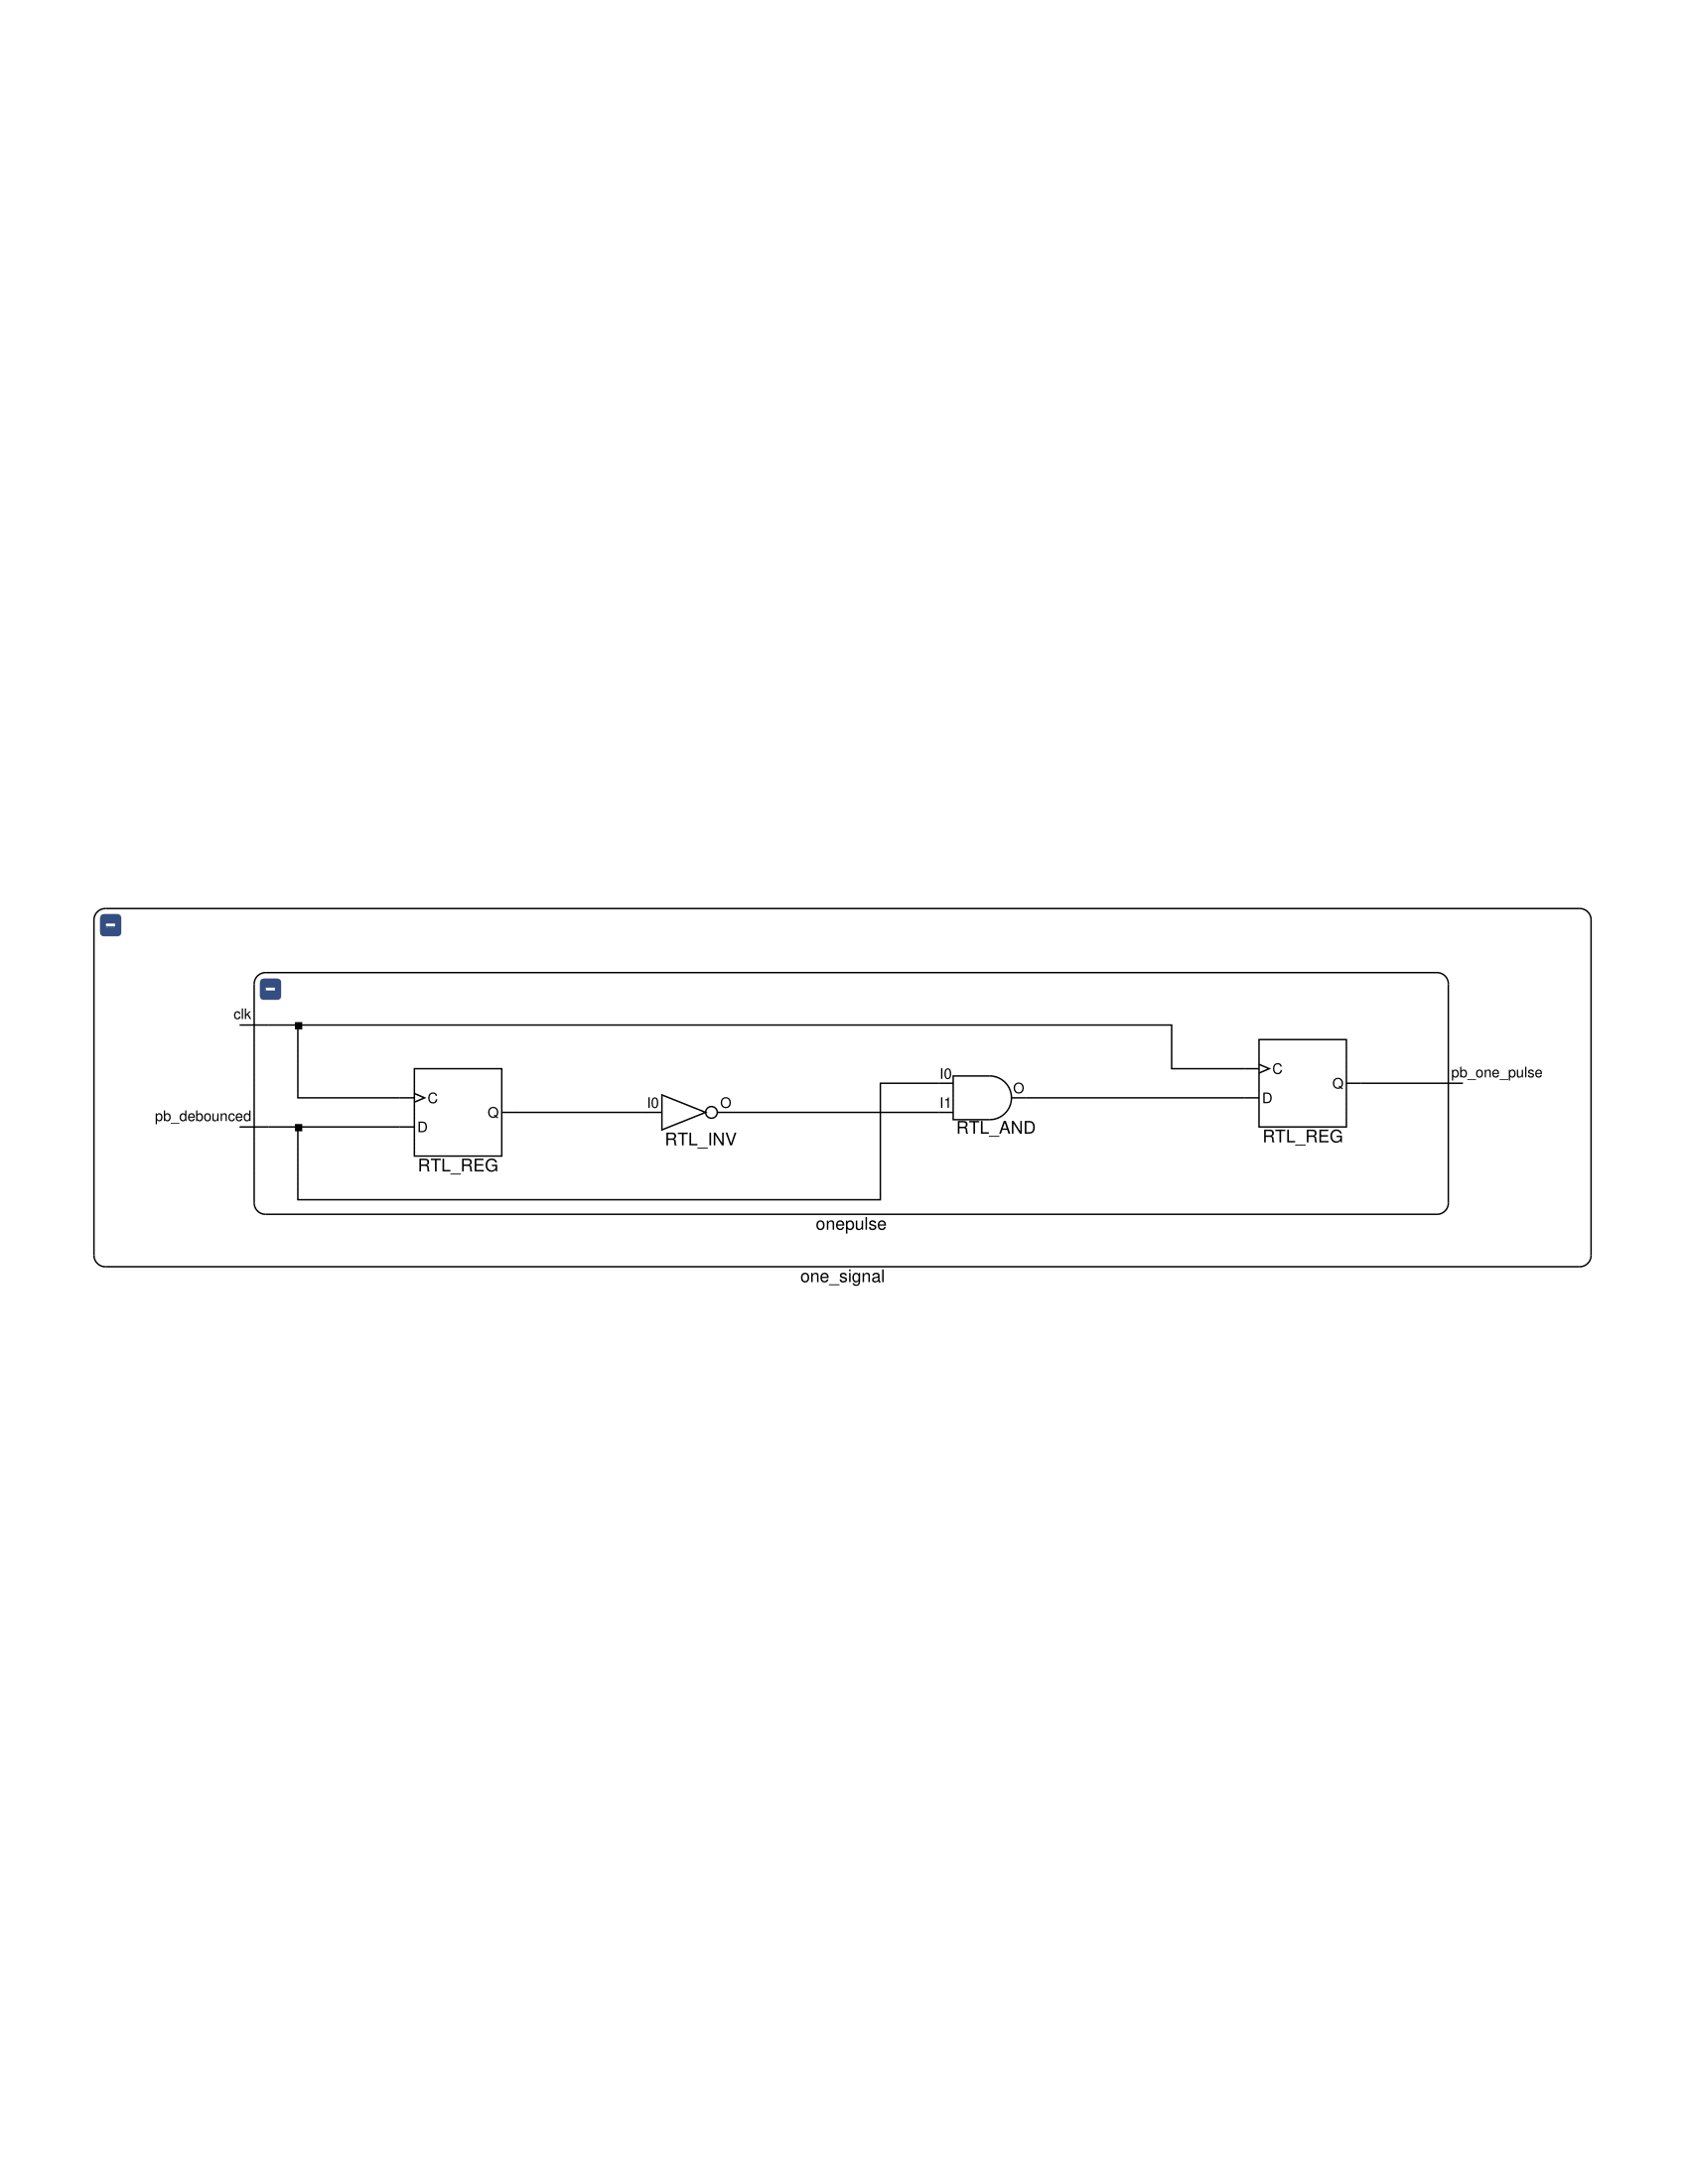 clk
pb_debounced
C
D
Q
RTL_REG
I0
O
RTL_INV
I0
I1
O
RTL_AND
C
D
Q
RTL_REG
pb_one_pulse
onepulse
one_signal